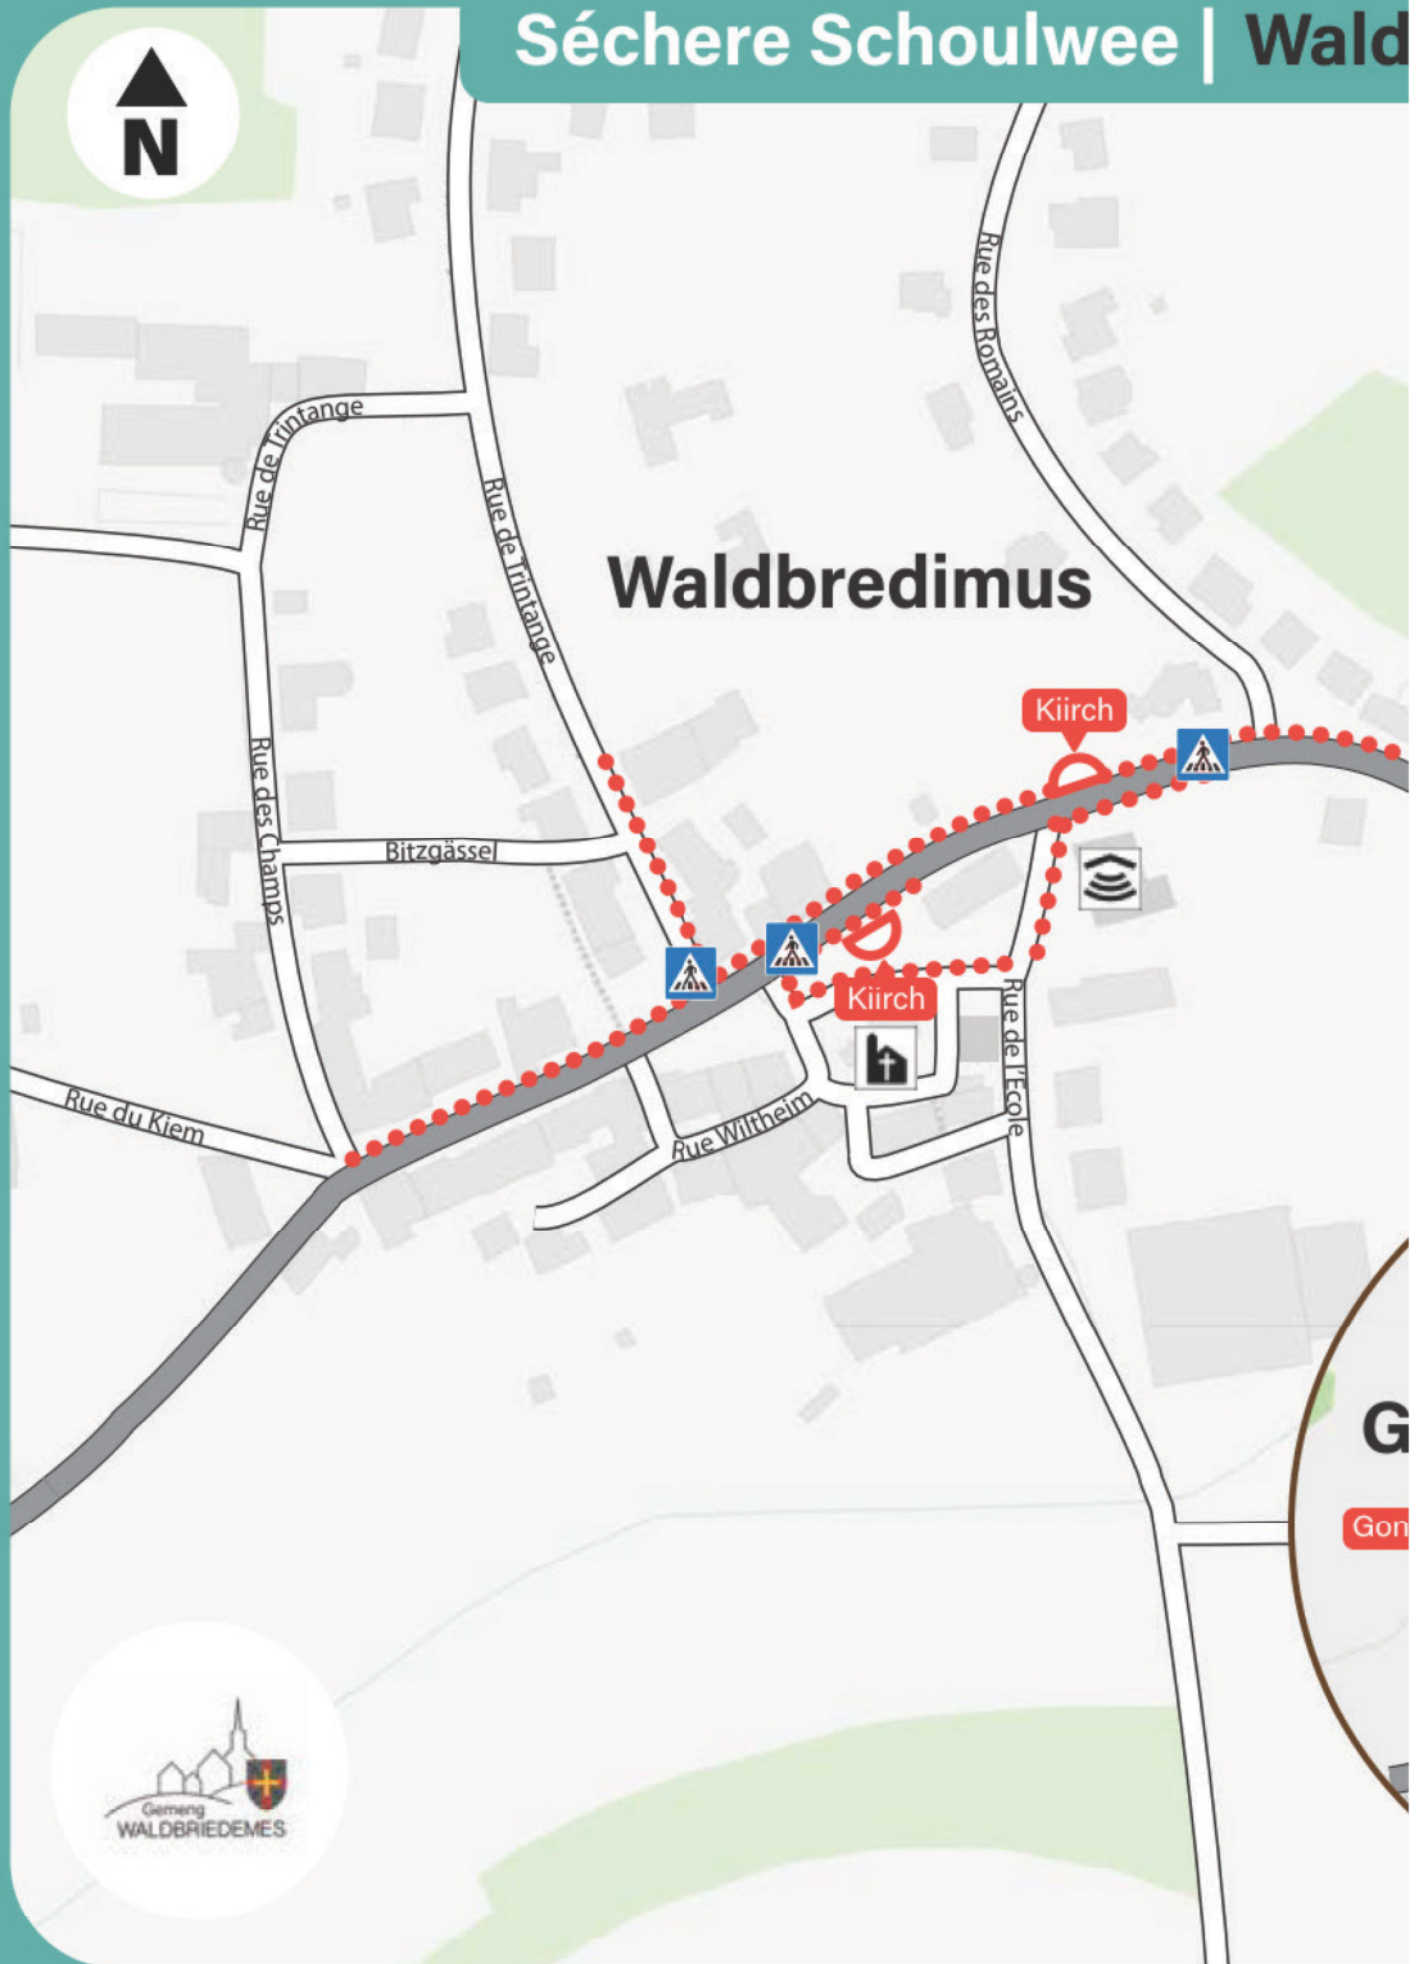 Séchere Schoulwee | Wald
N
Rue des Romains
Rue de Trintange
Rue de Trintange
Waldbredimus
Kiirch
Rue des Champs
Bitzgässel
Kiirch
Rue de l'Ecole
Rue du Kiem
Rue Wiltheim
G
Gon
Gemeng
WALDBRIEDEMES